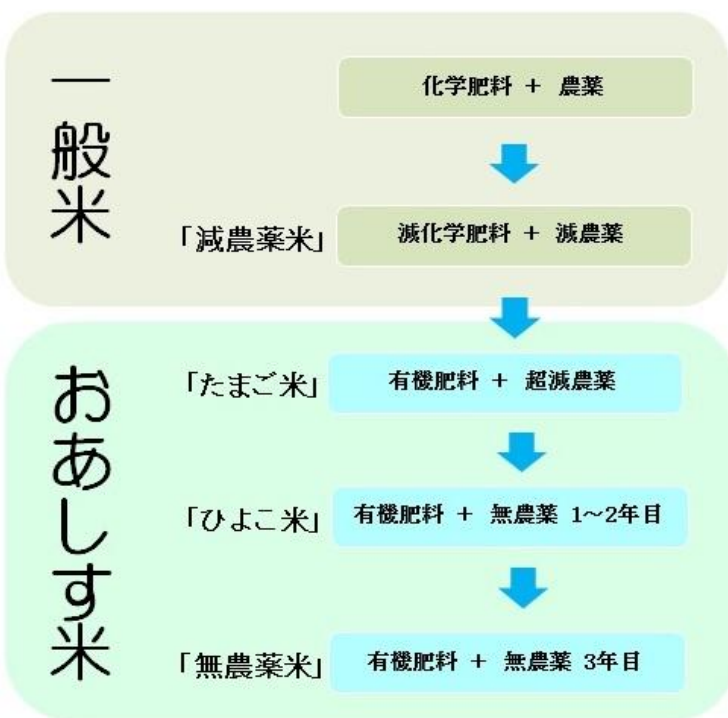 一般米
化学肥料 + 農薬
「減農薬米」 減化学肥料 + 減農薬
おあしす米
「たまご米」 有機肥料 + 超減農薬
「ひよこ米」 有機肥料 + 無農薬 1〜2年目
「無農薬米」 有機肥料 + 無農薬 3年目